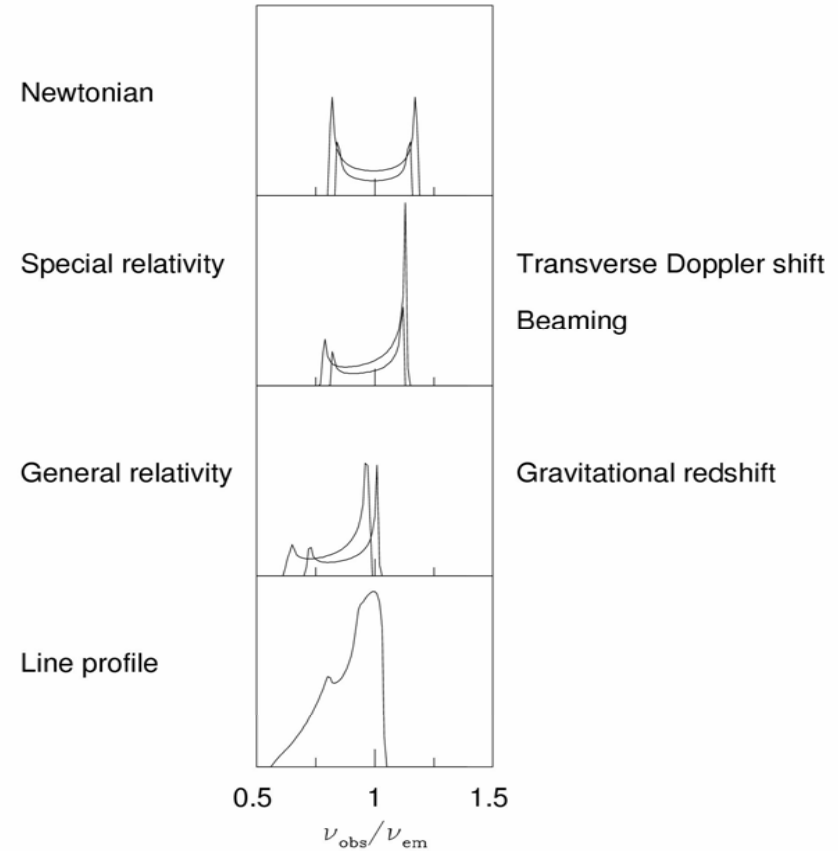 Newtonian
Special relativity
Transverse Doppler shift
Beaming
General relativity
Gravitational redshift
Line profile
0.5 1 1.5
ν_obs/ν_em